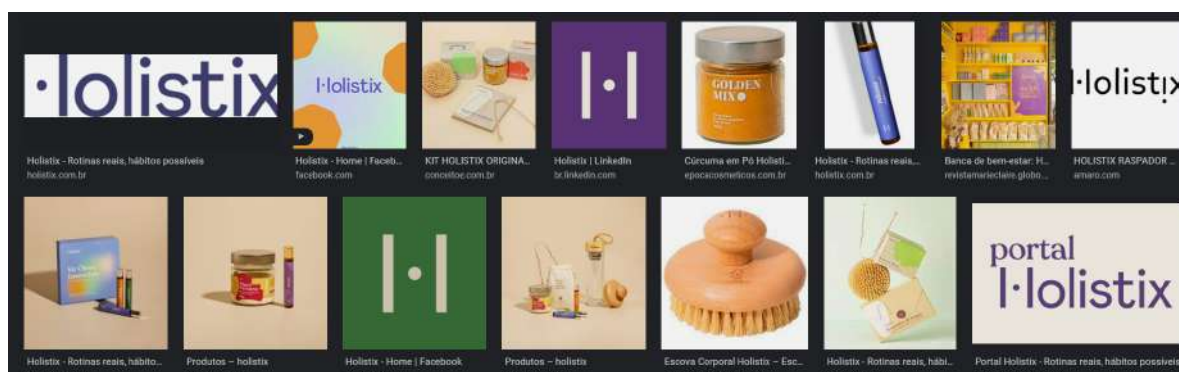 ·lolistix
l·lolistix
GOLDEN
MIX
l·lolistix
Holistix - Rotinas reais, hábitos possíveis
holistix.com.br
Holistix - Home | Faceb...
facebook.com
KIT HOLISTIX ORIGINA...
conceitoe.com.br
Holistix | LinkedIn
br.linkedin.com
Cúrcuma em Pó Holisti...
epocacosmeticos.com.br
Holistix - Rotinas reais,...
holistix.com.br
Banca de bem-estar: H...
revistamarieclaire.globo...
HOLISTIX RASPADOR ...
amaro.com
portal
l·lolistix
Holistix - Rotinas reais, hábito...
Produtos – holistix
Holistix - Home | Facebook
Produtos – holistix
Escova Corporal Holistix – Esc...
Holistix - Rotinas reais, hábi...
Portal Holistix - Rotinas reais, hábitos possíveis